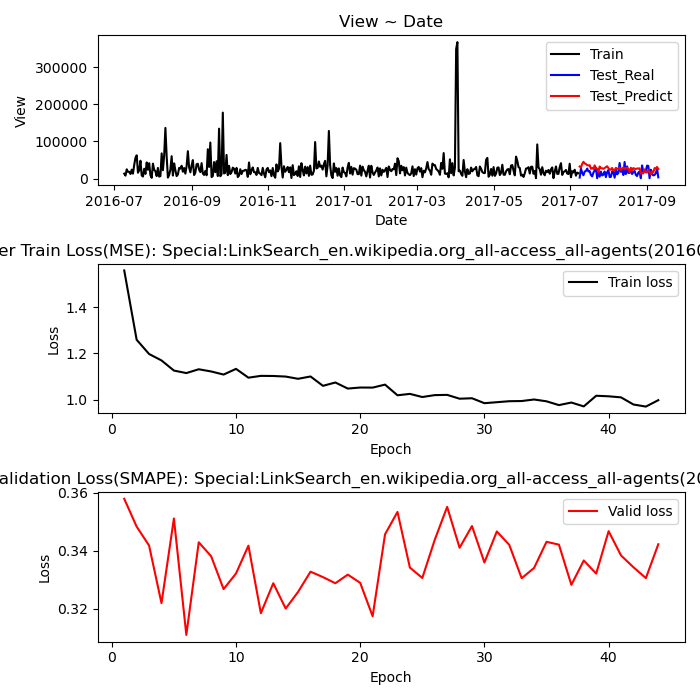 View ~ Date
Train
Test_Real
Test_Predict
300000
200000
100000
0
View
2016-07 2016-09 2016-11 2017-01 2017-03 2017-05 2017-07 2017-09
Date
er Train Loss(MSE): Special:LinkSearch_en.wikipedia.org_all-access_all-agents(20160
Train loss
1.4
1.2
1.0
Loss
0 10 20 30 40
Epoch
alidation Loss(SMAPE): Special:LinkSearch_en.wikipedia.org_all-access_all-agents(20
Valid loss
0.36
0.34
0.32
Loss
0 10 20 30 40
Epoch